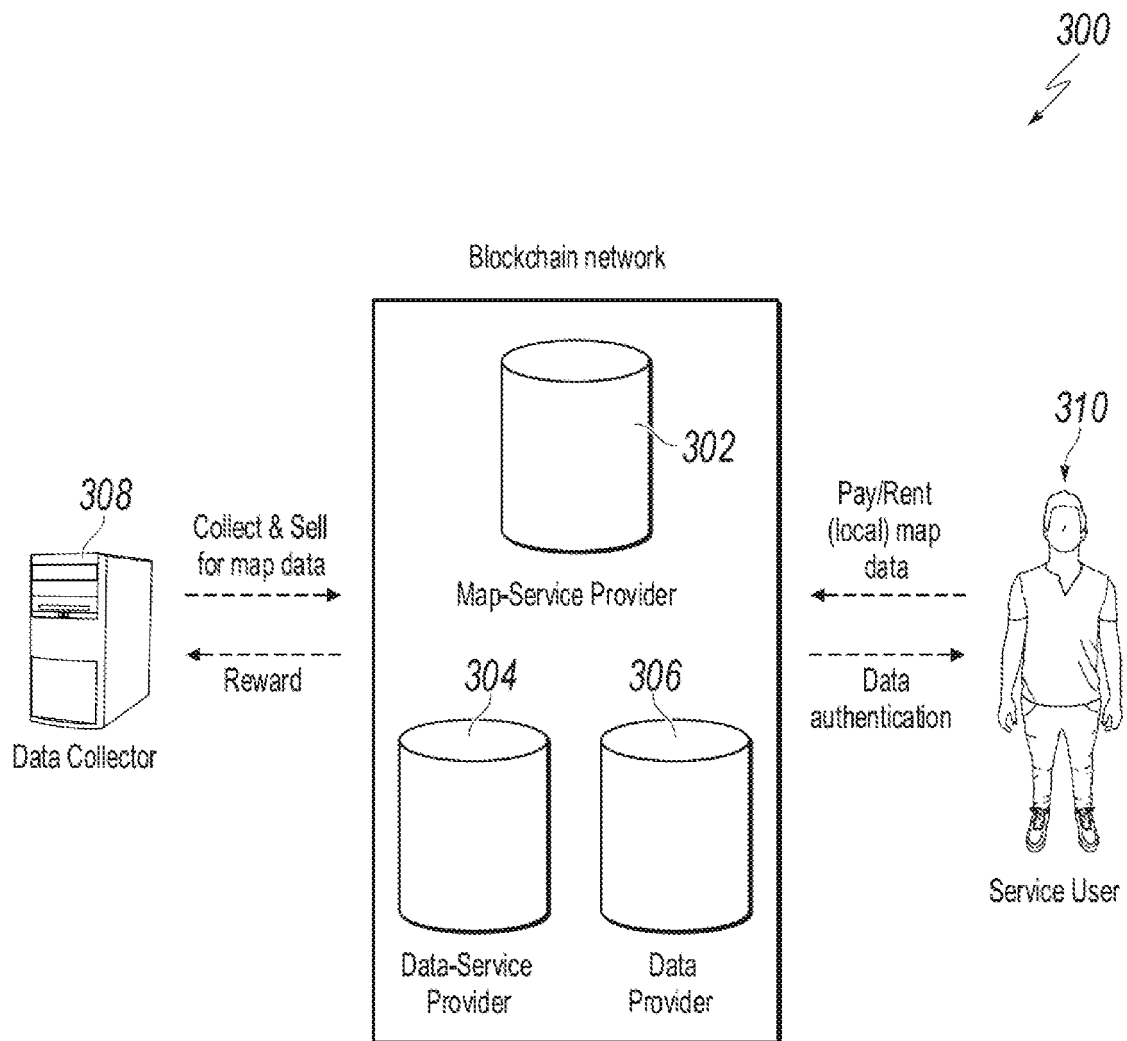 300
Blockchain network
302
Map-Service Provider
304
306
Data-Service
Provider
Data
Provider
308
Collect & Sell
for map data
Reward
Data Collector
310
Pay/Rent
(local) map
data
Data
authentication
Service User